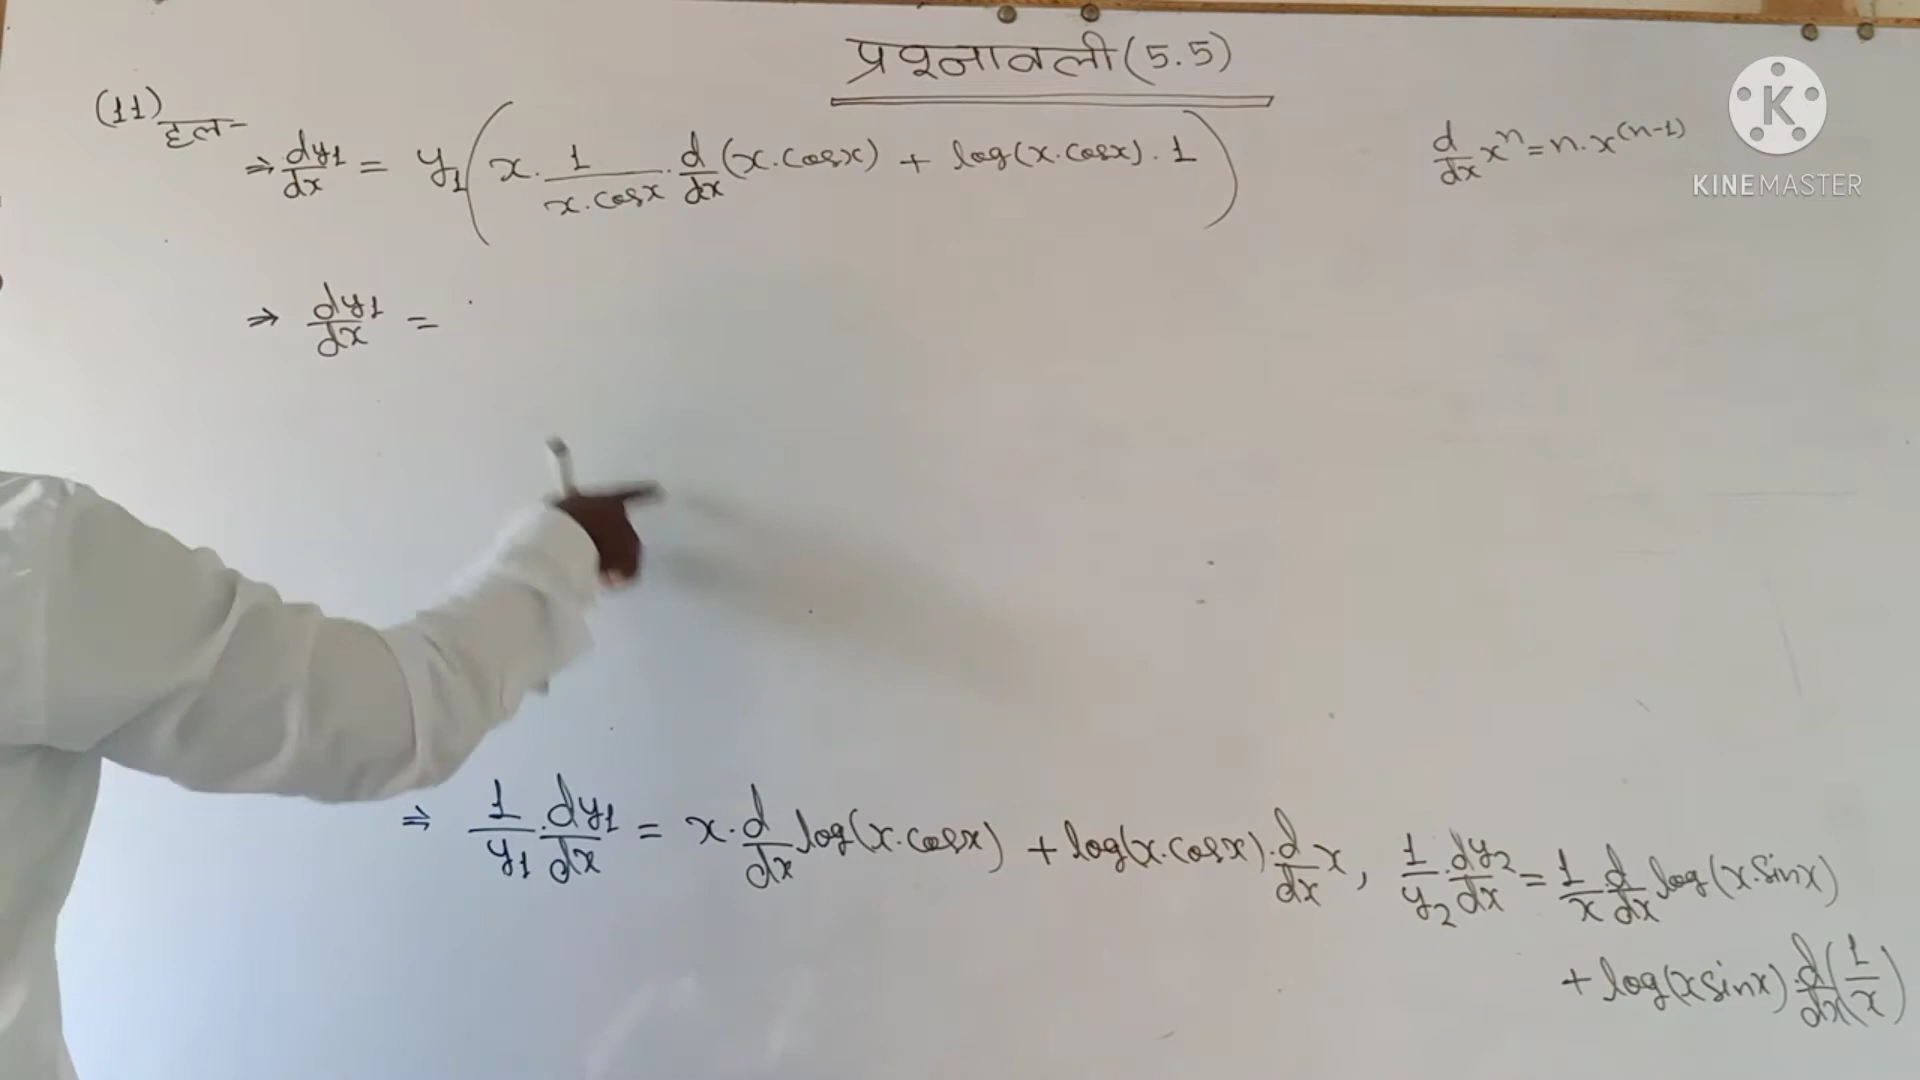 प्रश्नावली (5.5)
(11) हल-
⇒ dy₁/dx = y₁(x · 1/(x·cosx) · d/dx(x·cosx) + log(x·cosx) · 1)
d/dx xⁿ = n·x⁽ⁿ⁻¹⁾
K
KINEMASTER
⇒ dy₁/dx =
⇒ 1/y₁ · dy₁/dx = x · d/dx log(x·cosx) + log(x·cosx) · d/dx x, 1/y₂ · dy₂/dx = 1/x · d/dx log(x·sinx)
+ log(xsinx) · d/dx(1/x)